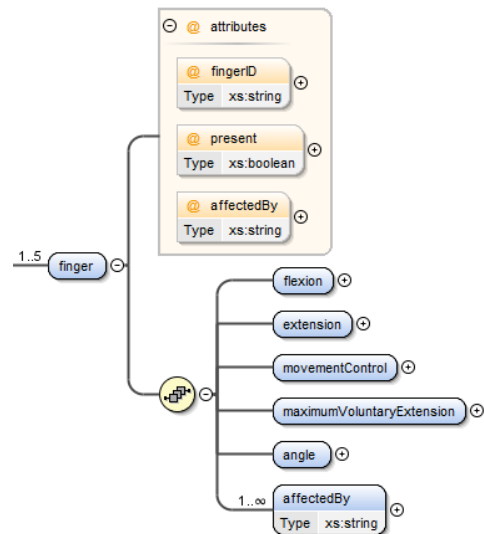 @ attributes
@ fingerID
Type xs:string
@ present
Type xs:boolean
@ affectedBy
Type xs:string
1..5 finger
flexion
extension
movementControl
maximumVoluntaryExtension
angle
1..∞ affectedBy
Type xs:string